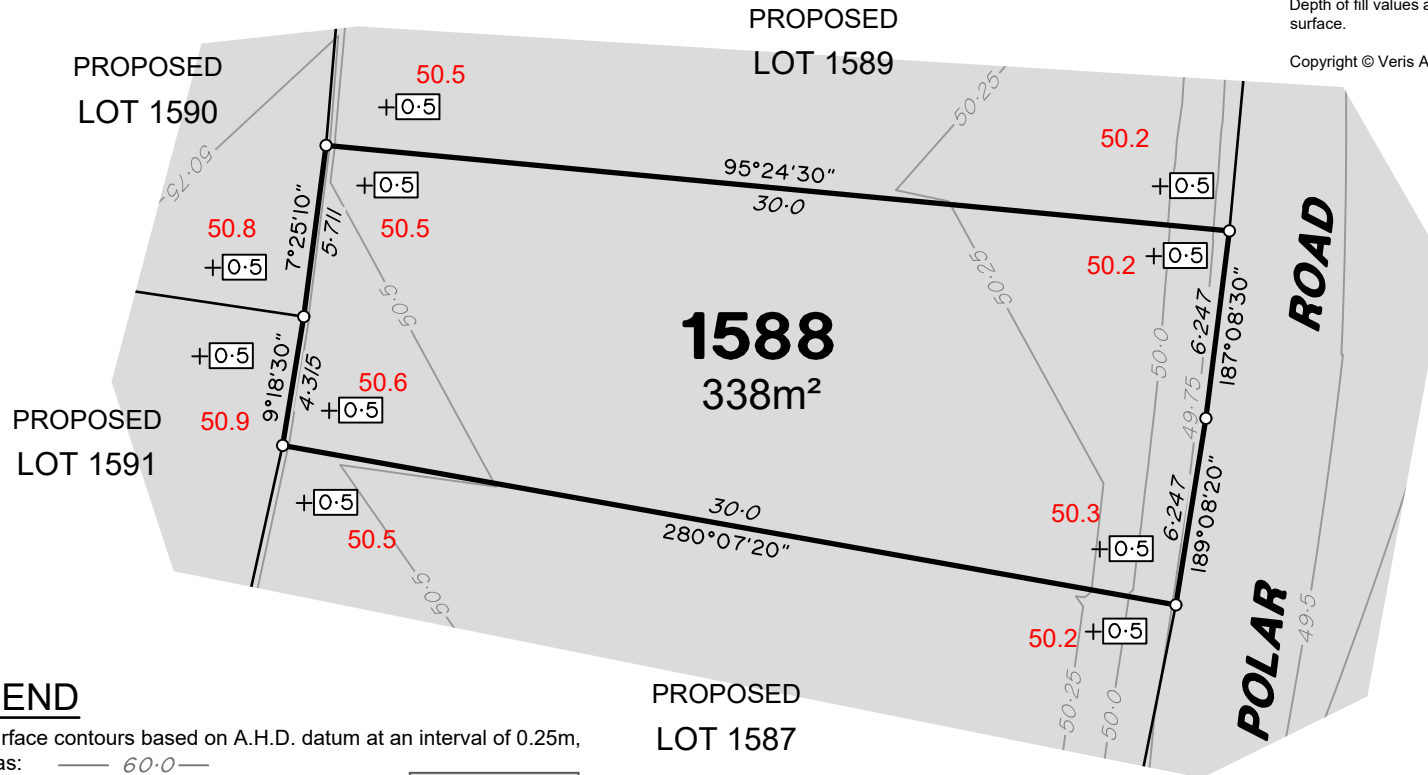 Depth of fill values a
surface.
Copyright © Veris A
PROPOSED
LOT 1589
PROPOSED
LOT 1590
50.5
0·5
50·25
50.2
50·75
95°24'30"
30·0
0·5
0·5
50.8
7°25'10"
5·711
50.5
0·5
50.2
0·5
ROAD
50·5
50·25
1588
338m²
50·0
6·247
187°08'30"
0·5
0·5
50.9
9°18'30"
4·315
50.6
0·5
49·75
PROPOSED
LOT 1591
0·5
50.5
30·0
280°07'20"
50.3
0·5
6·247
189°08'20"
50·5
50.2
0·5
50·25
50·0
POLAR
49·5
PROPOSED
LOT 1587
END
rface contours based on A.H.D. datum at an interval of 0.25m,
as: 60·0